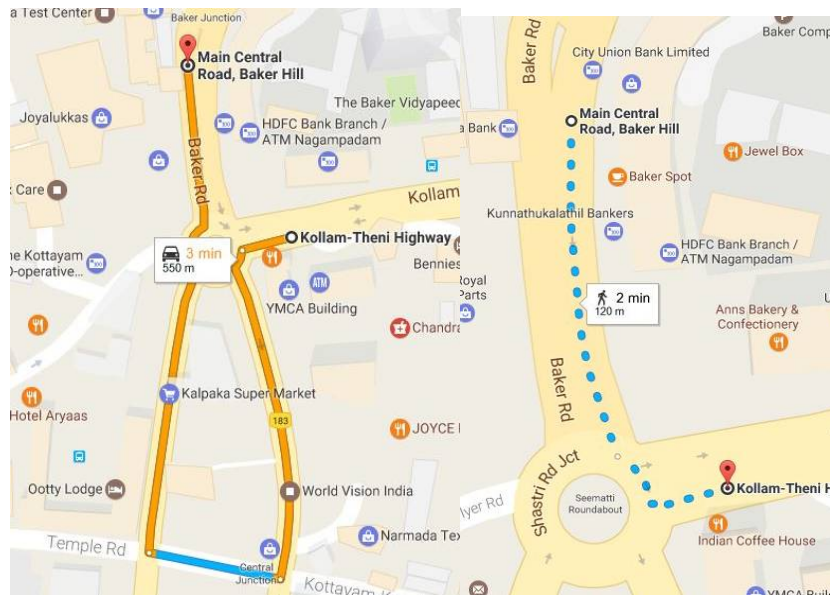 a Test Center
Baker Junction
Main Central
Road, Baker Hill
Joyalukkas
The Baker Vidyapeed
HDFC Bank Branch /
ATM Nagampadam
Baker Rd
Care
Kollam
Kollam-Theni Highway
3 min
550 m
he Kottayam
operative...
Bennies
ATM
YMCA Building
Chandra
Kalpaka Super Market
Hotel Aryaas
183
JOYCE
Ootty Lodge
World Vision India
Narmada Tex
Temple Rd
Central
Junction
Kottayam
Baker Rd
City Union Bank Limited
Baker Comp
Main Central
Road, Baker Hill
a Bank
Jewel Box
Baker Spot
Kunnathukalathil Bankers
HDFC Bank Branch /
ATM Nagampadam
Royal
Parts
2 min
120 m
Anns Bakery &
Confectionery
Baker Rd
Shastri Rd Jct
Seematti
Roundabout
Iyer Rd
Kollam-Theni H
Indian Coffee House
YMCA Bu